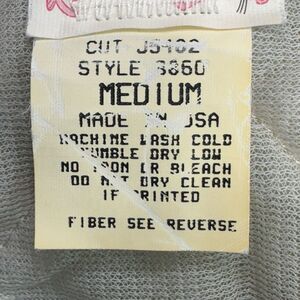 CUT J5402
STYLE 3860
MEDIUM
MADE IN USA
MACHINE WASH COLD
TUMBLE DRY LOW
NO IRON OR BLEACH
DO NOT DRY CLEAN
IF PRINTED
FIBER SEE REVERSE